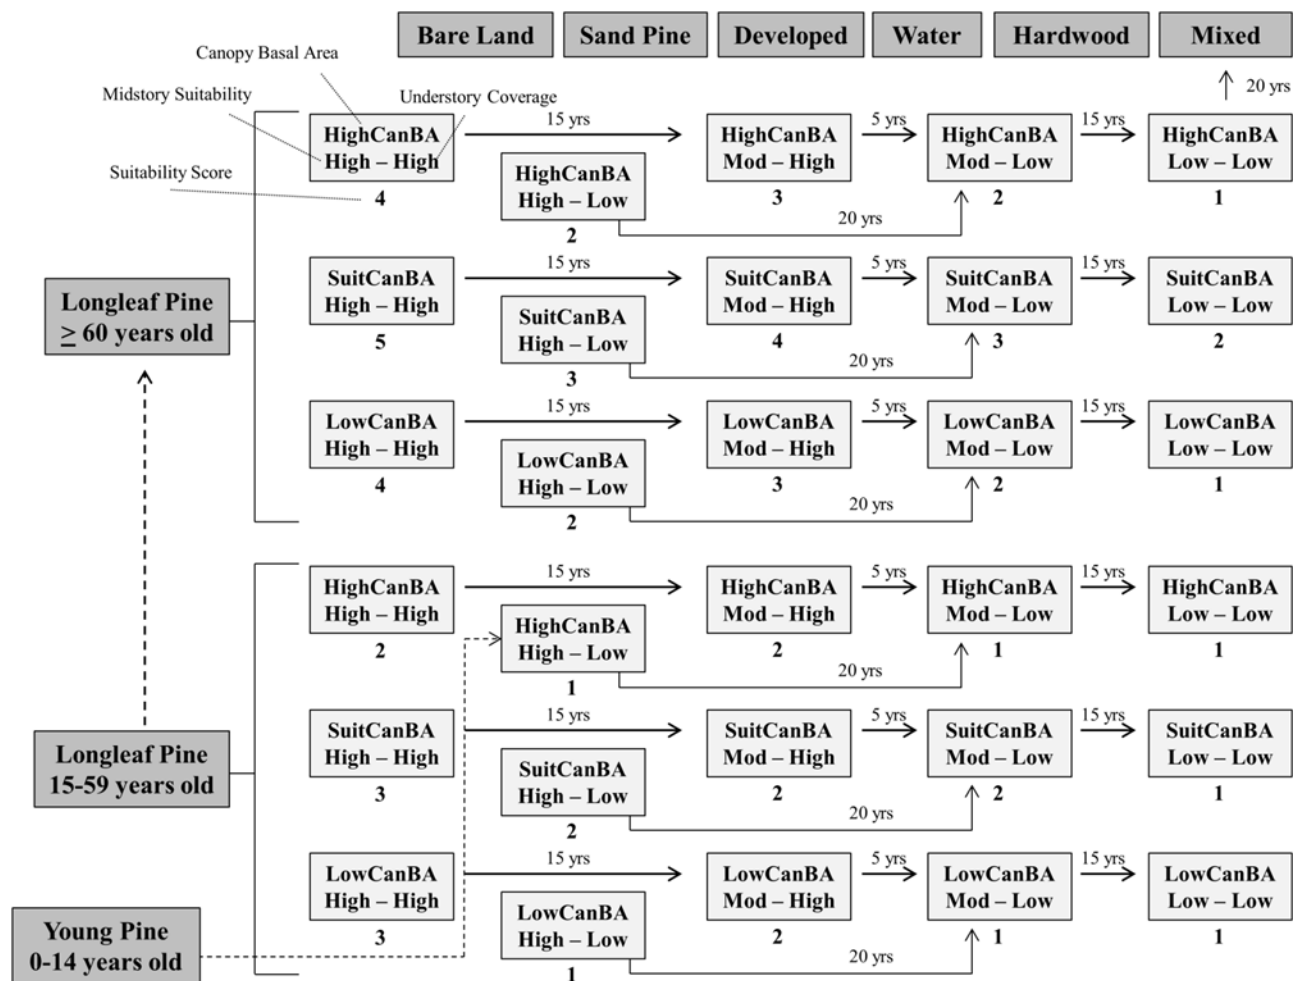 Bare Land
Sand Pine
Developed
Water
Hardwood
Mixed
20 yrs
Canopy Basal Area
Midstory Suitability
Understory Coverage
Suitability Score
HighCanBA
High – High
4
15 yrs
HighCanBA
High – Low
2
20 yrs
HighCanBA
Mod – High
3
5 yrs
HighCanBA
Mod – Low
2
15 yrs
HighCanBA
Low – Low
1
Longleaf Pine
≥ 60 years old
SuitCanBA
High – High
5
15 yrs
SuitCanBA
High – Low
3
20 yrs
SuitCanBA
Mod – High
4
5 yrs
SuitCanBA
Mod – Low
3
15 yrs
SuitCanBA
Low – Low
2
LowCanBA
High – High
4
15 yrs
LowCanBA
High – Low
2
20 yrs
LowCanBA
Mod – High
3
5 yrs
LowCanBA
Mod – Low
2
15 yrs
LowCanBA
Low – Low
1
HighCanBA
High – High
2
15 yrs
HighCanBA
High – Low
1
20 yrs
HighCanBA
Mod – High
2
5 yrs
HighCanBA
Mod – Low
1
15 yrs
HighCanBA
Low – Low
1
Longleaf Pine
15-59 years old
SuitCanBA
High – High
3
15 yrs
SuitCanBA
High – Low
2
20 yrs
SuitCanBA
Mod – High
2
5 yrs
SuitCanBA
Mod – Low
2
15 yrs
SuitCanBA
Low – Low
1
LowCanBA
High – High
3
15 yrs
LowCanBA
High – Low
1
20 yrs
LowCanBA
Mod – High
2
5 yrs
LowCanBA
Mod – Low
1
15 yrs
LowCanBA
Low – Low
1
Young Pine
0-14 years old